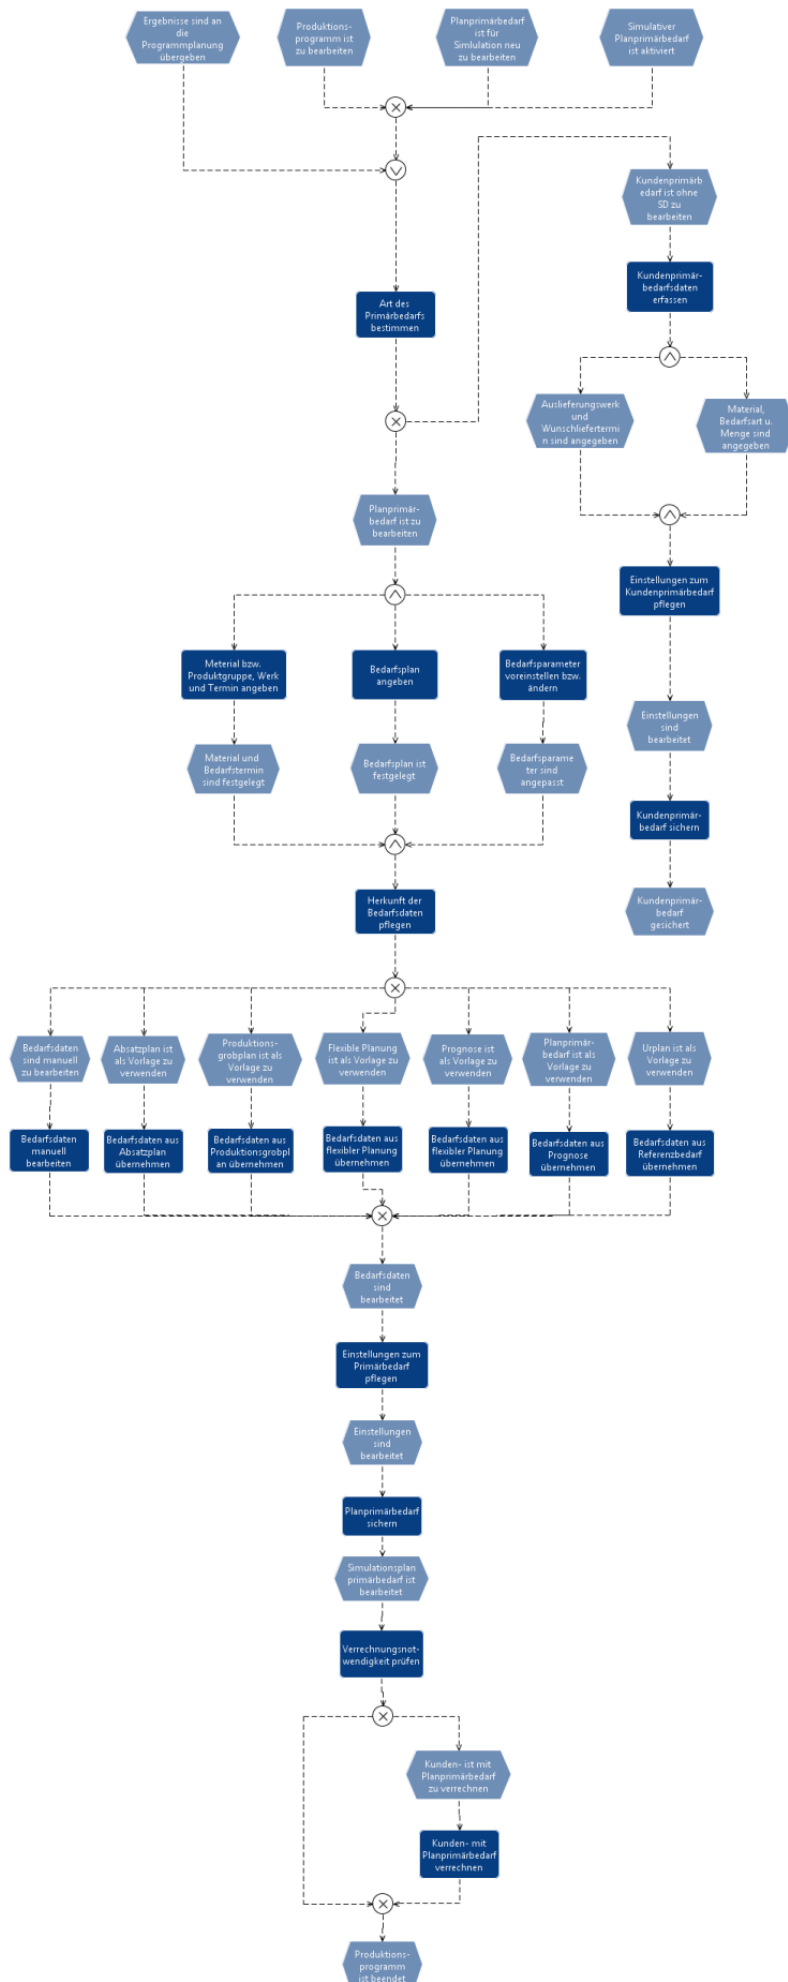 Ergebnisse sind an
die
Programmplanung
übergeben
Produktions-
programm ist
zu bearbeiten
Planprimärbedarf
ist für
Simlulation neu
zu bearbeiten
Simulativer
Planprimärbedarf
ist aktiviert
Kundenprimärb
edarf ist ohne
SD zu
bearbeiten
Kundenprimär-
bedarfsdaten
erfassen
Art des
Primärbedarfs
bestimmen
Auslieferungswerk
und
Wunschliefertermi
n sind angegeben
Material,
Bedarfsart u.
Menge sind
angegeben
Planprimär-
bedarf ist zu
bearbeiten
Einstellungen zum
Kundenprimärbedarf
pflegen
Meterial bzw.
Produktgruppe, Werk
und Termin angeben
Bedarfsplan
angeben
Bedarfsparameter
voreinstellen bzw.
ändern
Einstellungen
sind
bearbeitet
Material und
Bedarfstermin
sind festgelegt
Bedarfsplan ist
festgelegt
Bedarfsparame
ter sind
angepasst
Kundenprimär-
bedarf sichern
Herkunft der
Bedarfsdaten
pflegen
Kundenprimär-
bedarf
gesichert
Bedarfsdaten
sind manuell
zu bearbeiten
Absatzplan ist
als Vorlage zu
verwenden
Produktions-
grobplan ist als
Vorlage zu
verwenden
Flexible Planung
ist als Vorlage zu
verwenden
Prognose ist
als Vorlage zu
verwenden
Planprimär-
bedarf ist als
Vorlage zu
verwenden
Urplan ist als
Vorlage zu
verwenden
Bedarfsdaten
manuell
bearbeiten
Bedarfsdaten aus
Absatzplan
übernehmen
Bedarfsdaten aus
Produktionsgrobpl
an übernehmen
Bedarfsdaten aus
flexibler Planung
übernehmen
Bedarfsdaten aus
flexibler Planung
übernehmen
Bedarfsdaten aus
Prognose
übernehmen
Bedarfsdaten aus
Referenzbedarf
übernehmen
Bedarfsdaten
sind
bearbeitet
Einstellungen zum
Primärbedarf
pflegen
Einstellungen
sind
bearbeitet
Planprimärbedarf
sichern
Simulationsplan
primärbedarf ist
bearbeitet
Verrechnungsnot-
wendigkeit prüfen
Kunden- ist mit
Planprimärbedarf
zu verrechnen
Kunden- mit
Planprimärbedarf
verrechnen
Produktions-
programm
ist beendet